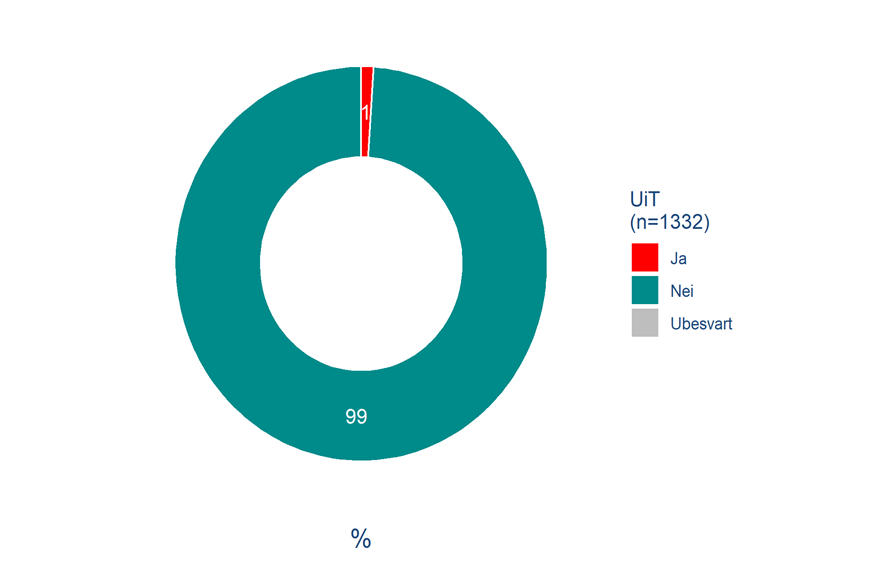 1
99
%
UiT
(n=1332)
Ja
Nei
Ubesvart